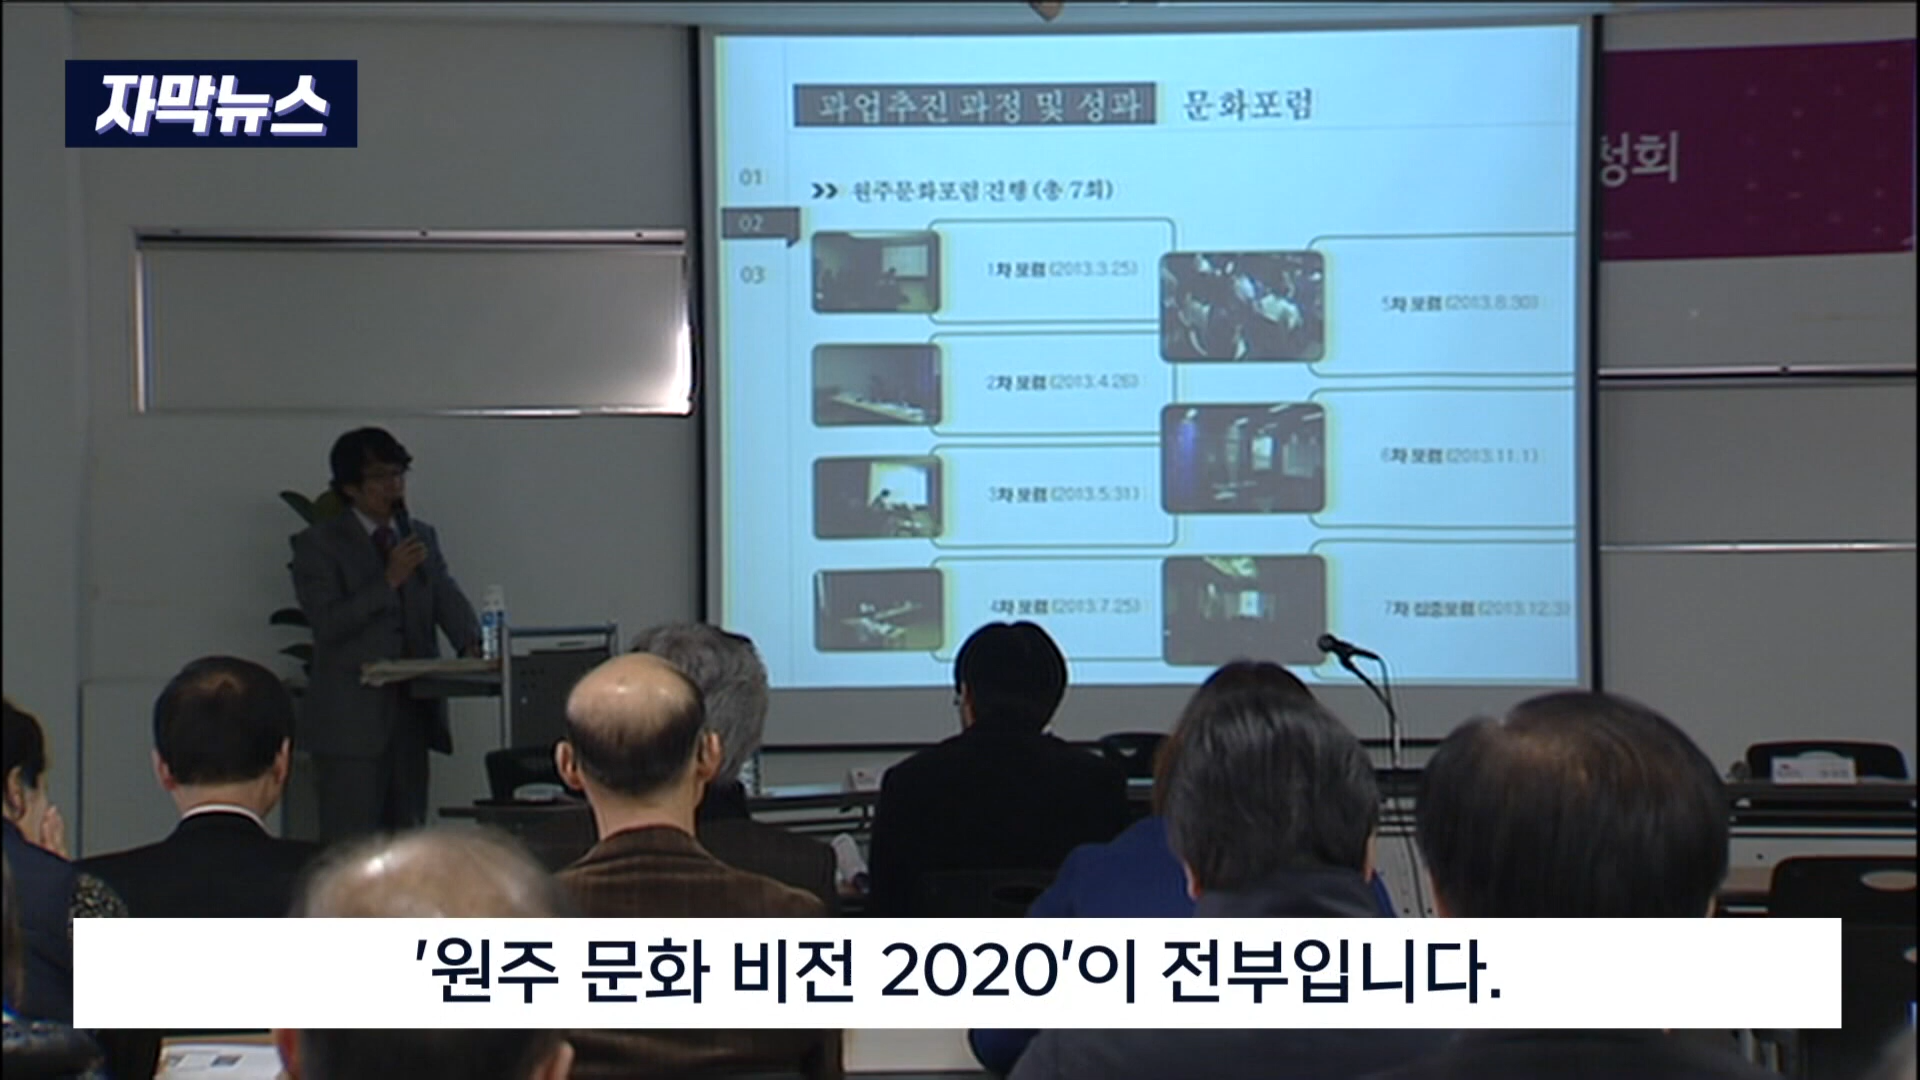 자막뉴스
과업추진 과정 및 성과 문화포럼
청회
01
02
03
>> 원주문화포럼 진행 (총 7회)
1차 포럼 (2013.3.25)
2차 포럼 (2013.4.26)
3차 포럼 (2013.5.31)
4차 포럼 (2013.7.25)
5차 포럼 (2013.8.30)
6차 포럼 (2013.11.1)
7차 집중포럼 (2013.12.3)
'원주 문화 비전 2020'이 전부입니다.